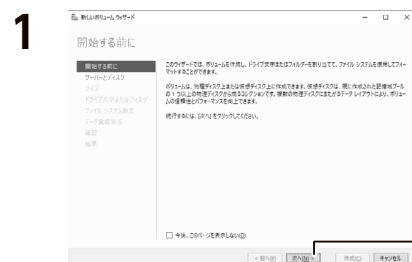 1
新しいボリューム ウィザード
開始する前に
開始する前に
サーバーとディスク
サイズ
ドライブ文字またはフォルダー
ファイル システム設定
データ重複除去
確認
結果
このウィザードでは、ボリュームを作成し、ドライブ文字またはフォルダーを割り当てて、ファイル システムを使用してフォー
マットすることができます。
ボリュームは、物理ディスク上または仮想ディスク上に作成できます。仮想ディスクは、既に作成された記憶域プール
の 1 つ以上の物理ディスクから成るコレクションです。複数の物理ディスクにまたがるデータ レイアウトにより、ボリュー
ムの信頼性とパフォーマンスを向上できます。
続行するには、[次へ] をクリックしてください。
今後、このページを表示しない(S)
< 前へ(P) 次へ(N) > 作成(C) キャンセル